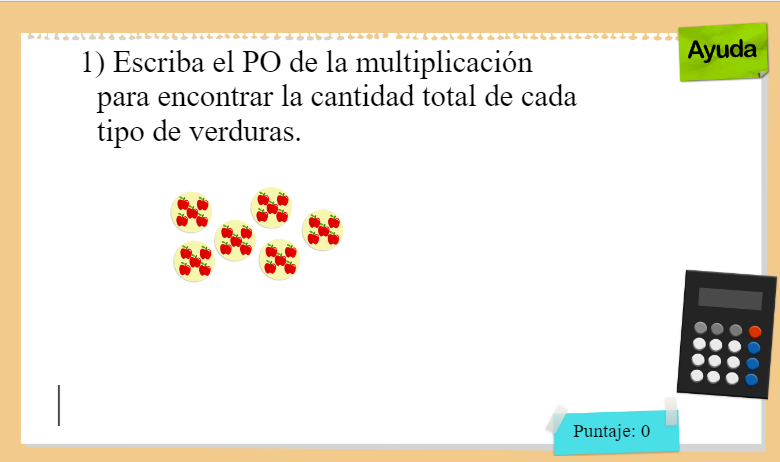 1) Escriba el PO de la multiplicación
para encontrar la cantidad total de cada
tipo de verduras.
Ayuda
Puntaje: 0